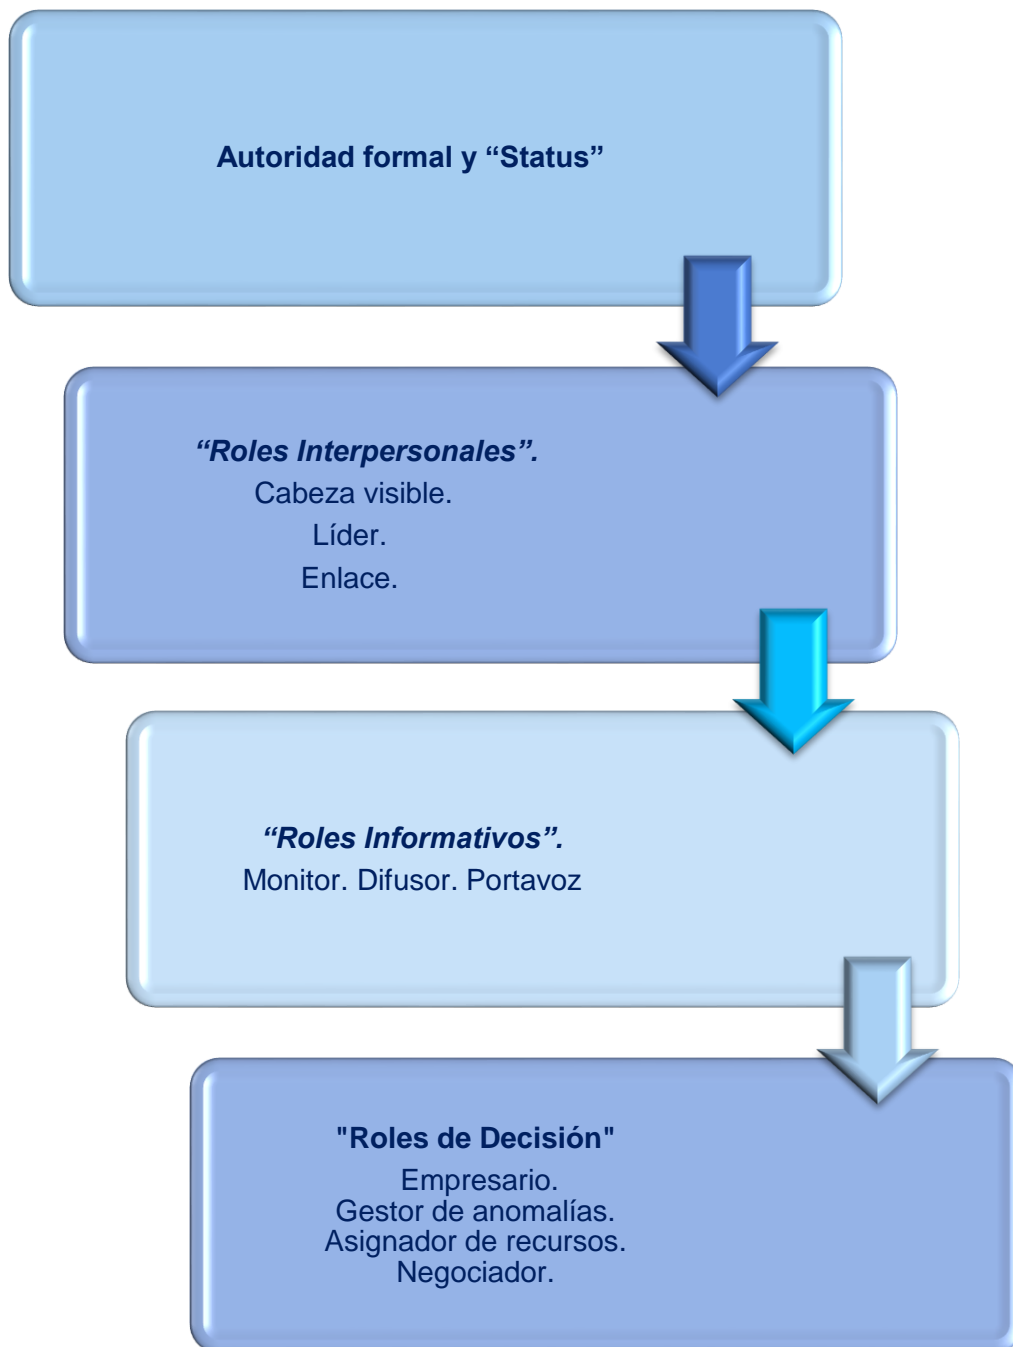 Autoridad formal y “Status”
“Roles Interpersonales”.
Cabeza visible.
Líder.
Enlace.
“Roles Informativos”.
Monitor. Difusor. Portavoz
"Roles de Decisión"
Empresario.
Gestor de anomalías.
Asignador de recursos.
Negociador.